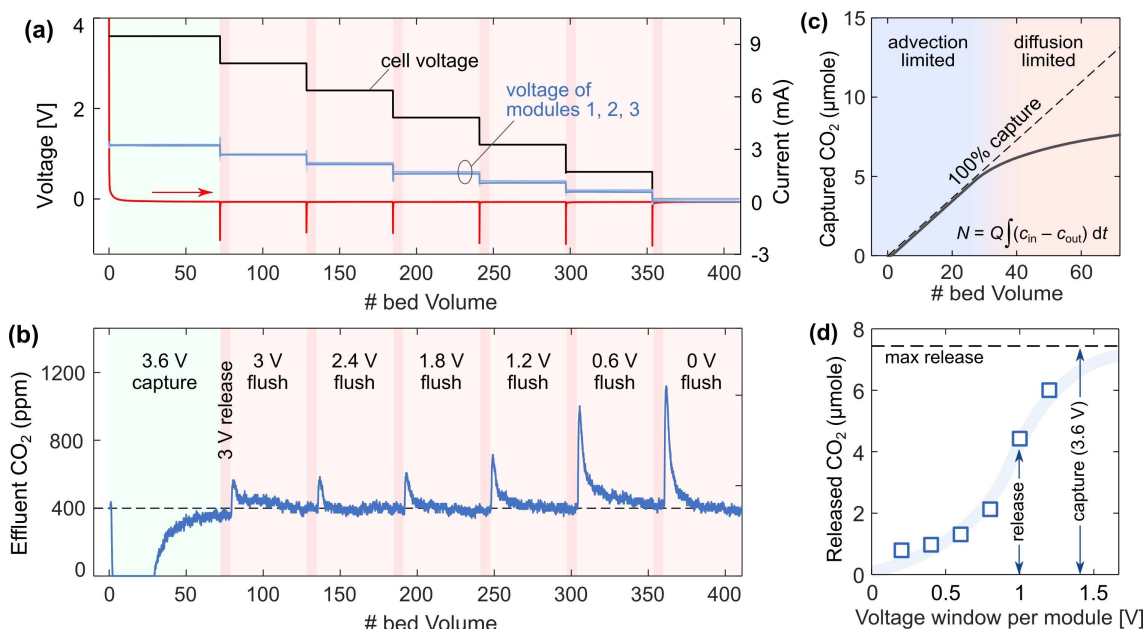 (a)
Voltage [V]
4
2
0
cell voltage
voltage of
modules 1, 2, 3
9
6
3
0
-3
Current (mA)
0 50 100 150 200 250 300 350 400
# bed Volume
(b)
Effluent CO₂ (ppm)
1200
800
400
0
3.6 V
capture
3 V release
3 V
flush
2.4 V
flush
1.8 V
flush
1.2 V
flush
0.6 V
flush
0 V
flush
0 50 100 150 200 250 300 350 400
# bed Volume
(c)
Captured CO₂ (μmole)
15
10
5
0
advection
limited
diffusion
limited
100% capture
N = Q∫(cin – cout) dt
0 20 40 60
# bed Volume
(d)
Released CO₂ (μmole)
8
6
4
2
0
max release
release
capture (3.6 V)
0 0.5 1 1.5
Voltage window per module [V]